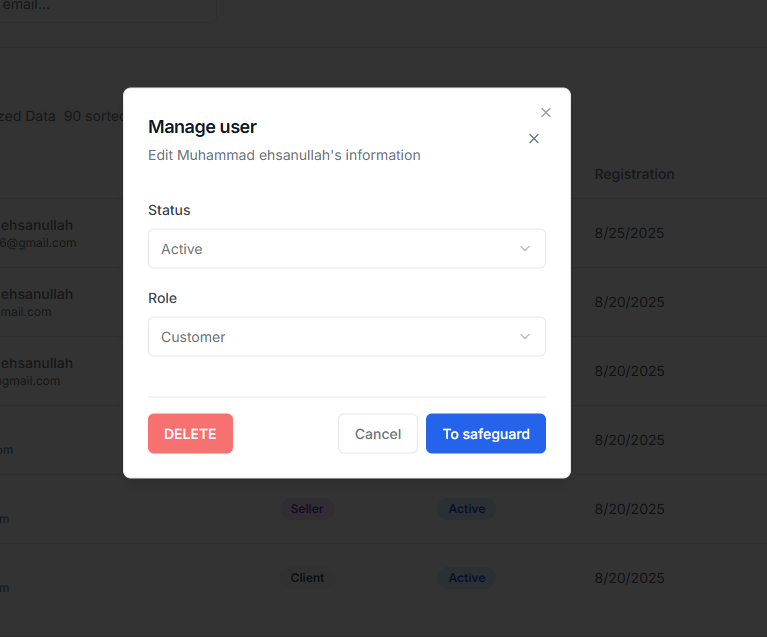 email...
zed Data 90 sorted
Registration
Manage user
Edit Muhammad ehsanullah's information
Status
Active
Role
Customer
DELETE
Cancel
To safeguard
ehsanullah
6@gmail.com
8/25/2025
ehsanullah
mail.com
8/20/2025
ehsanullah
gmail.com
8/20/2025
om
8/20/2025
m
Seller
Active
8/20/2025
m
Client
Active
8/20/2025